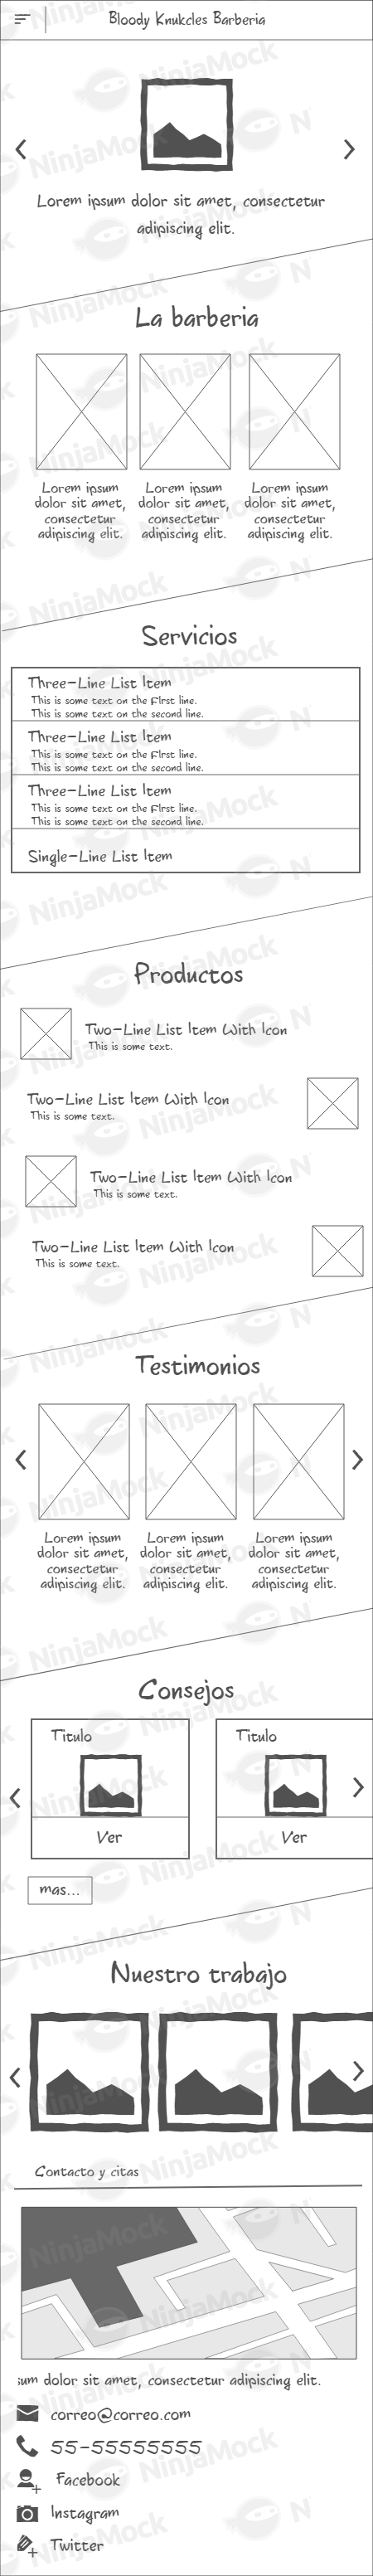 Bloody Knukcles Barberia
Lorem ipsum dolor sit amet, consectetur
adipiscing elit.
La barberia
Lorem ipsum dolor sit amet, consectetur adipiscing elit.
Lorem ipsum dolor sit amet, consectetur adipiscing elit.
Lorem ipsum dolor sit amet, consectetur adipiscing elit.
Servicios
Three-Line List Item
This is some text on the First line.
This is some text on the second line.
Three-Line List Item
This is some text on the First line.
This is some text on the second line.
Three-Line List Item
This is some text on the First line.
This is some text on the second line.
Single-Line List Item
Productos
Two-Line List Item With Icon
This is some text.
Two-Line List Item With Icon
This is some text.
Two-Line List Item With Icon
This is some text.
Two-Line List Item With Icon
This is some text.
Testimonios
Lorem ipsum dolor sit amet, consectetur adipiscing elit.
Lorem ipsum dolor sit amet, consectetur adipiscing elit.
Lorem ipsum dolor sit amet, consectetur adipiscing elit.
Consejos
Titulo
Titulo
Ver
Ver
mas...
Nuestro trabajo
Contacto y citas
sum dolor sit amet, consectetur adipiscing elit.
correo@correo.com
55-55555555
Facebook
Instagram
Twitter
NinjaMock